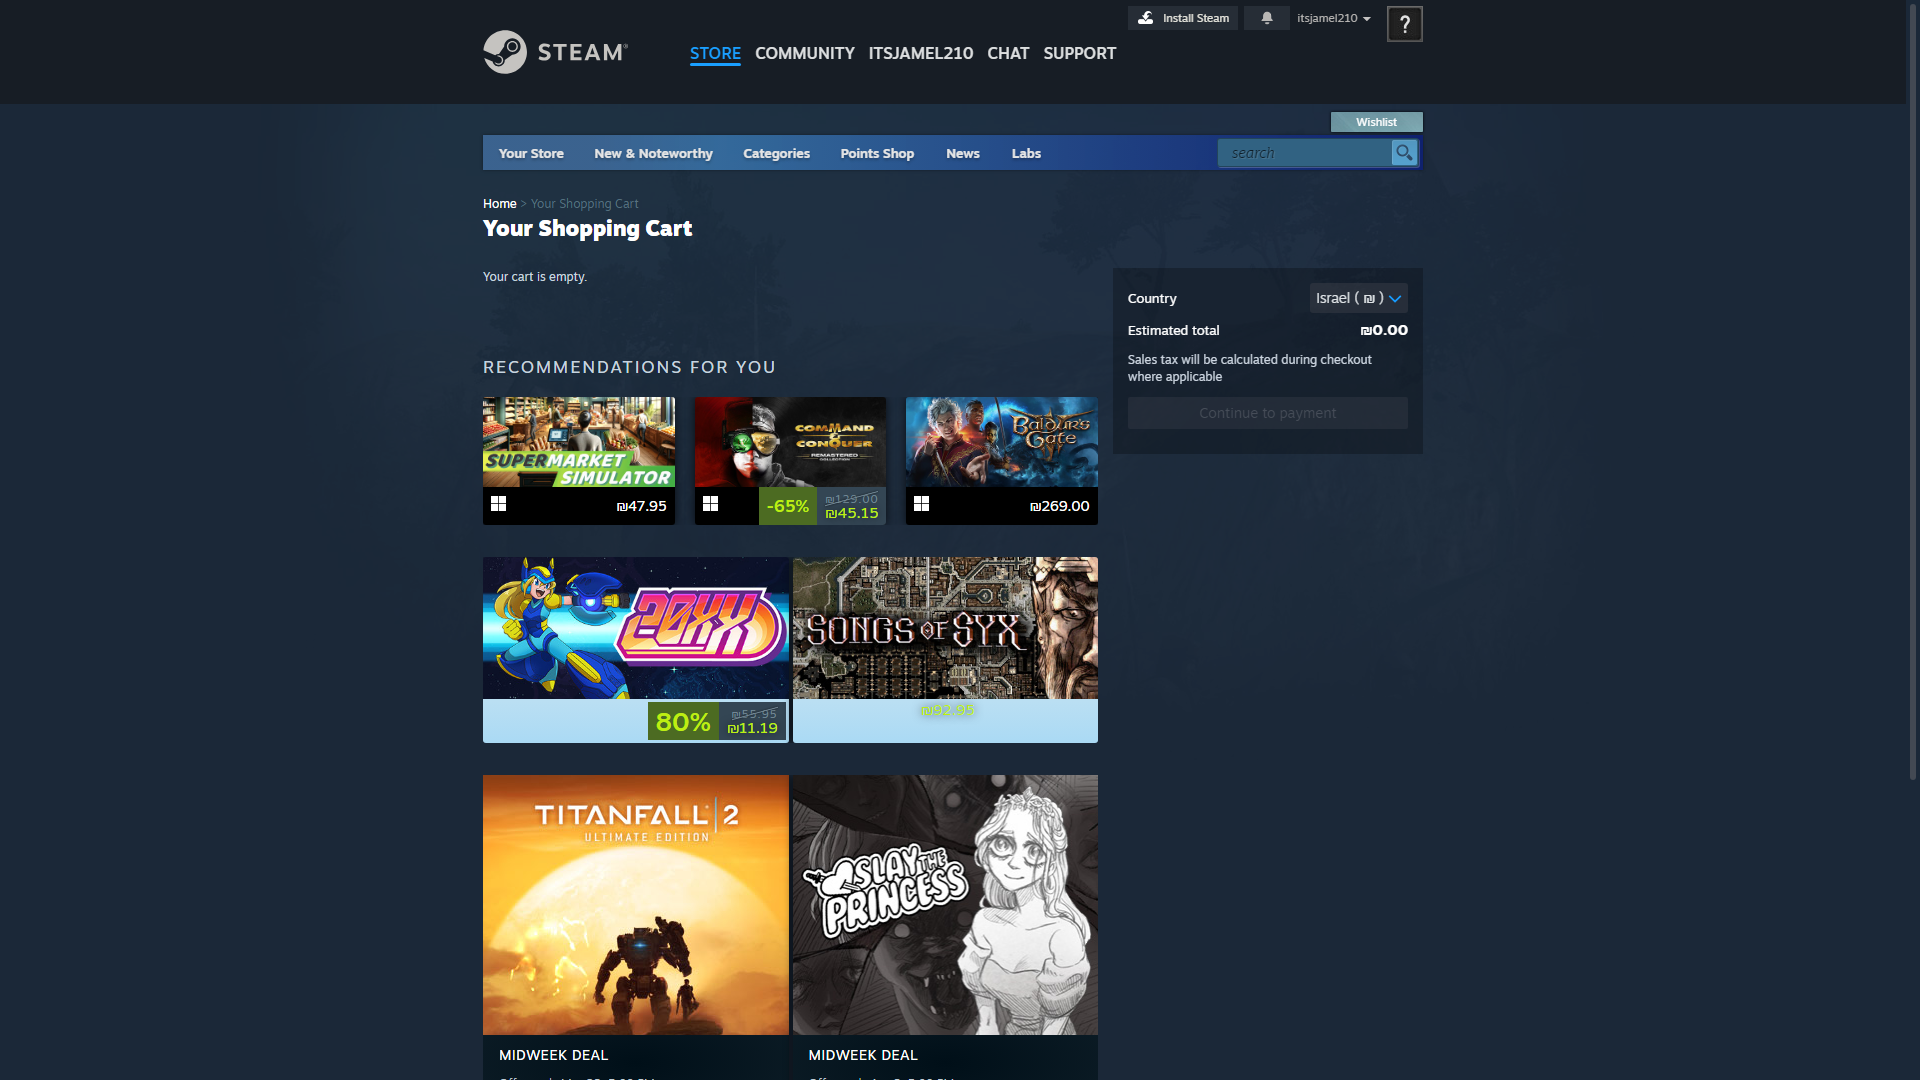 Install Steam
itsjamel210
?
STEAM
STORE COMMUNITY ITSJAMEL210 CHAT SUPPORT
Wishlist
Your Store New & Noteworthy Categories Points Shop News Labs
search
Home > Your Shopping Cart
Your Shopping Cart
Your cart is empty.
Country
Israel ( ₪ )
Estimated total
₪0.00
Sales tax will be calculated during checkout
where applicable
Continue to payment
RECOMMENDATIONS FOR YOU
SUPERMARKET
SIMULATOR
₪47.95
COMMAND
&
CONQUER
REMASTERED
COLLECTION
-65%
₪129.00
₪45.15
Baldur's
Gate
III
₪269.00
20XX
80%
₪55.95
₪11.19
SONGS OF SYX
₪92.95
TITANFALL 2
ULTIMATE EDITION
MIDWEEK DEAL
SLAY THE
PRINCESS
MIDWEEK DEAL